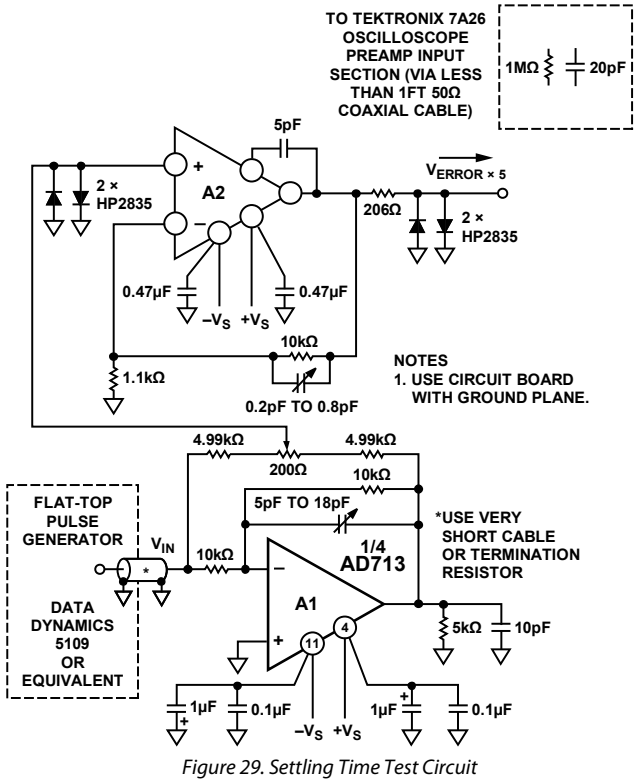 TO TEKTRONIX 7A26
OSCILLOSCOPE
PREAMP INPUT
SECTION (VIA LESS
THAN 1FT 50Ω
COAXIAL CABLE)
1MΩ
20pF
5pF
+
A2
–
2 ×
HP2835
V_ERROR × 5
206Ω
2 ×
HP2835
0.47µF
0.47µF
–V_S
+V_S
10kΩ
1.1kΩ
0.2pF TO 0.8pF
NOTES
1. USE CIRCUIT BOARD
WITH GROUND PLANE.
4.99kΩ
4.99kΩ
200Ω
10kΩ
5pF TO 18pF
FLAT-TOP
PULSE
GENERATOR
V_IN
*
10kΩ
–
1/4
AD713
*USE VERY
SHORT CABLE
OR TERMINATION
RESISTOR
A1
DATA
DYNAMICS
5109
OR
EQUIVALENT
+
11
4
5kΩ
10pF
1µF
+
0.1µF
–V_S
+V_S
1µF
+
0.1µF
Figure 29. Settling Time Test Circuit